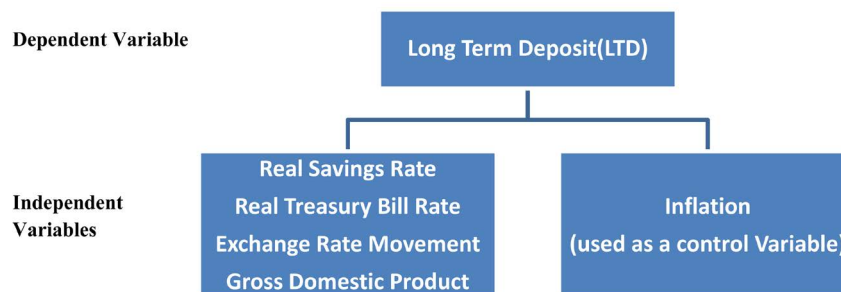 Dependent Variable
Long Term Deposit(LTD)
Independent
Variables
Real Savings Rate
Real Treasury Bill Rate
Exchange Rate Movement
Gross Domestic Product
Inflation
(used as a control Variable)